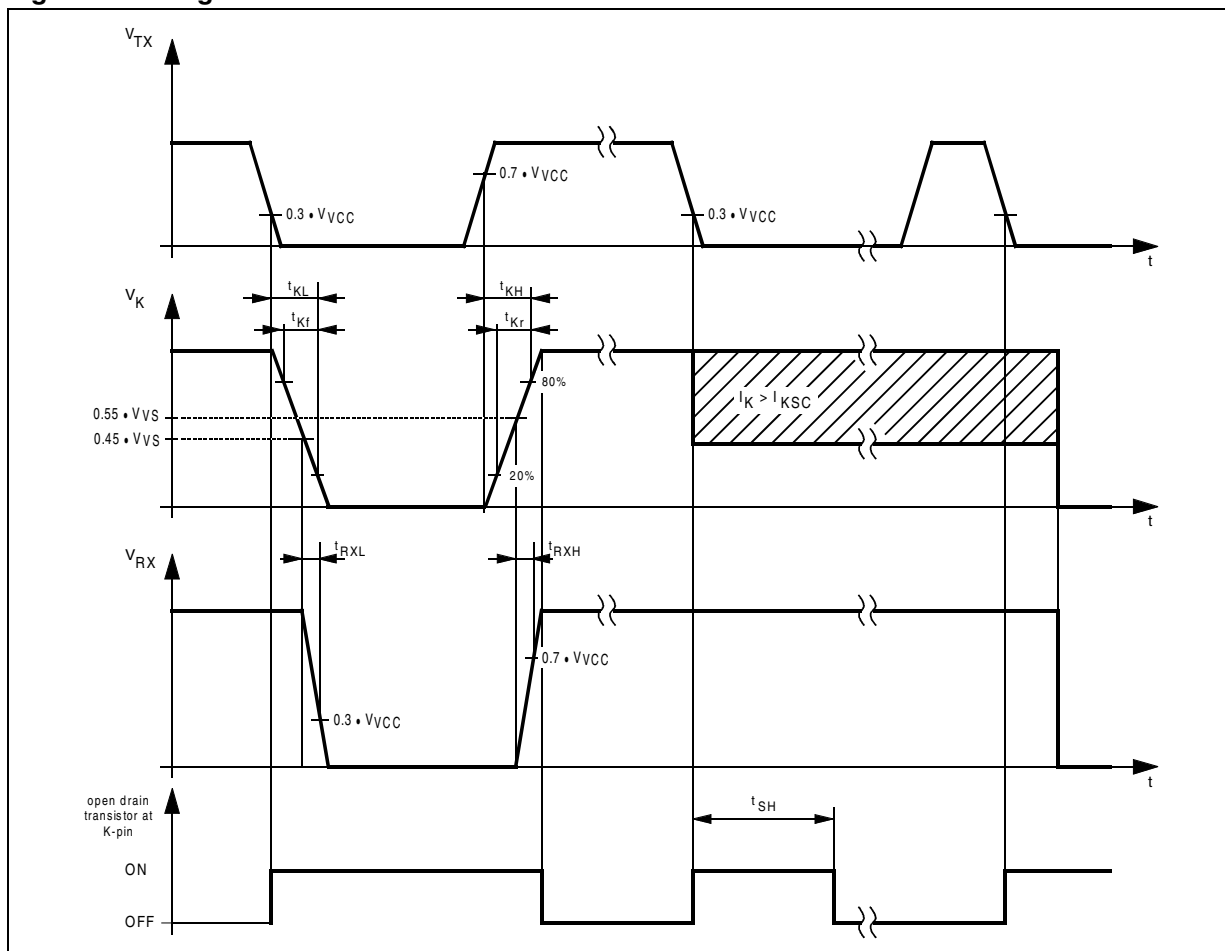 V_TX
0.7 • V_VCC
0.3 • V_VCC
0.3 • V_VCC
t
V_K
t_KL
t_KH
t_Kf
t_Kr
80%
I_K > I_KSC
0.55 • V_VS
0.45 • V_VS
20%
t
V_RX
t_RXL
t_RXH
0.7 • V_VCC
0.3 • V_VCC
t
open drain
transistor at
K-pin
t_SH
ON
OFF